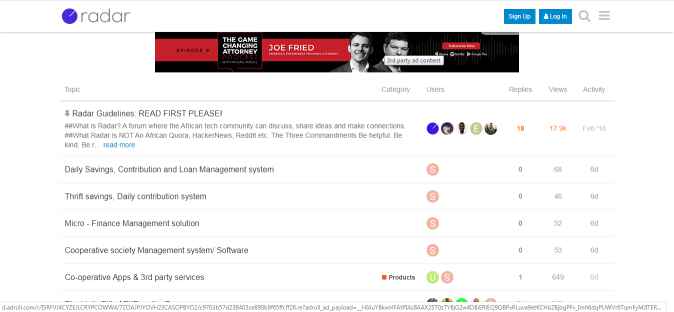 radar
Sign Up
Log In
EPISODE
THE GAME
CHANGING
ATTORNEY
JOE FRIED
3rd party ad content
Topic Category Users Replies Views Activity
Radar Guidelines: READ FIRST PLEASE!
##What is Radar? A forum where the African tech community can discuss, share ideas and make connections.
##What Radar is NOT An African Quora, HackerNews, Reddit etc. The Three Commandments Be helpful. Be
kind. Be r... read more
18 17.9k Feb '16
Daily Savings, Contribution and Loan Management system S 0 68 6d
Thrift savings, Daily contribution system S 0 46 6d
Micro - Finance Management solution S 0 52 6d
Cooperative society Management system/ Software S 0 53 6d
Co-operative Apps & 3rd party services Products U S 1 649 6d